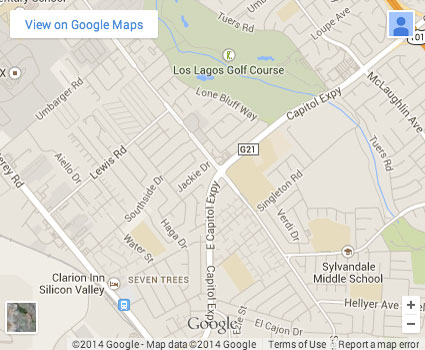 View on Google Maps
Tuers Rd
Loupe Ave
101
X
Umbarger Rd
Los Lagos Golf Course
McLaughlin Ave
Lone Bluff Way
Capitol Expy
G21
Tuers Rd
Lewis Rd
Aiello Dr
Jackie Dr
Southside Dr
Singleton Rd
Verdi Dr
Haga Dr
Water St
E Capitol Expy
Sylvandale
Middle School
Clarion Inn
Silicon Valley
SEVEN TREES
Capitol Expy
Hellyer Ave
El Cajon Dr
Google
©2014 Google - Map data ©2014 Google
Terms of Use
Report a map error